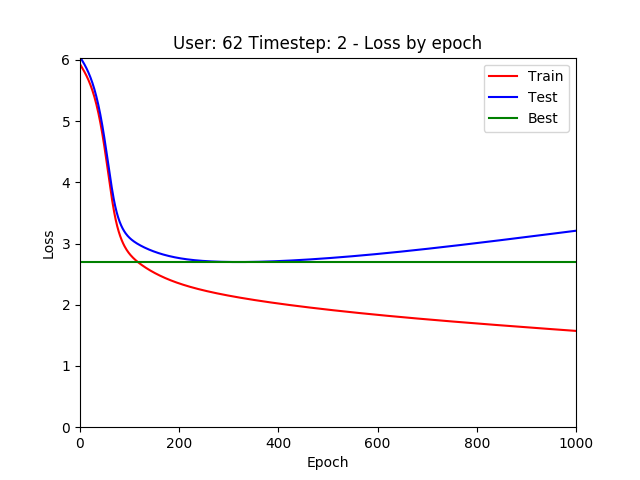 User: 62 Timestep: 2 - Loss by epoch
Train
Test
Best
Loss
6
5
4
3
2
1
0
0 200 400 600 800 1000
Epoch